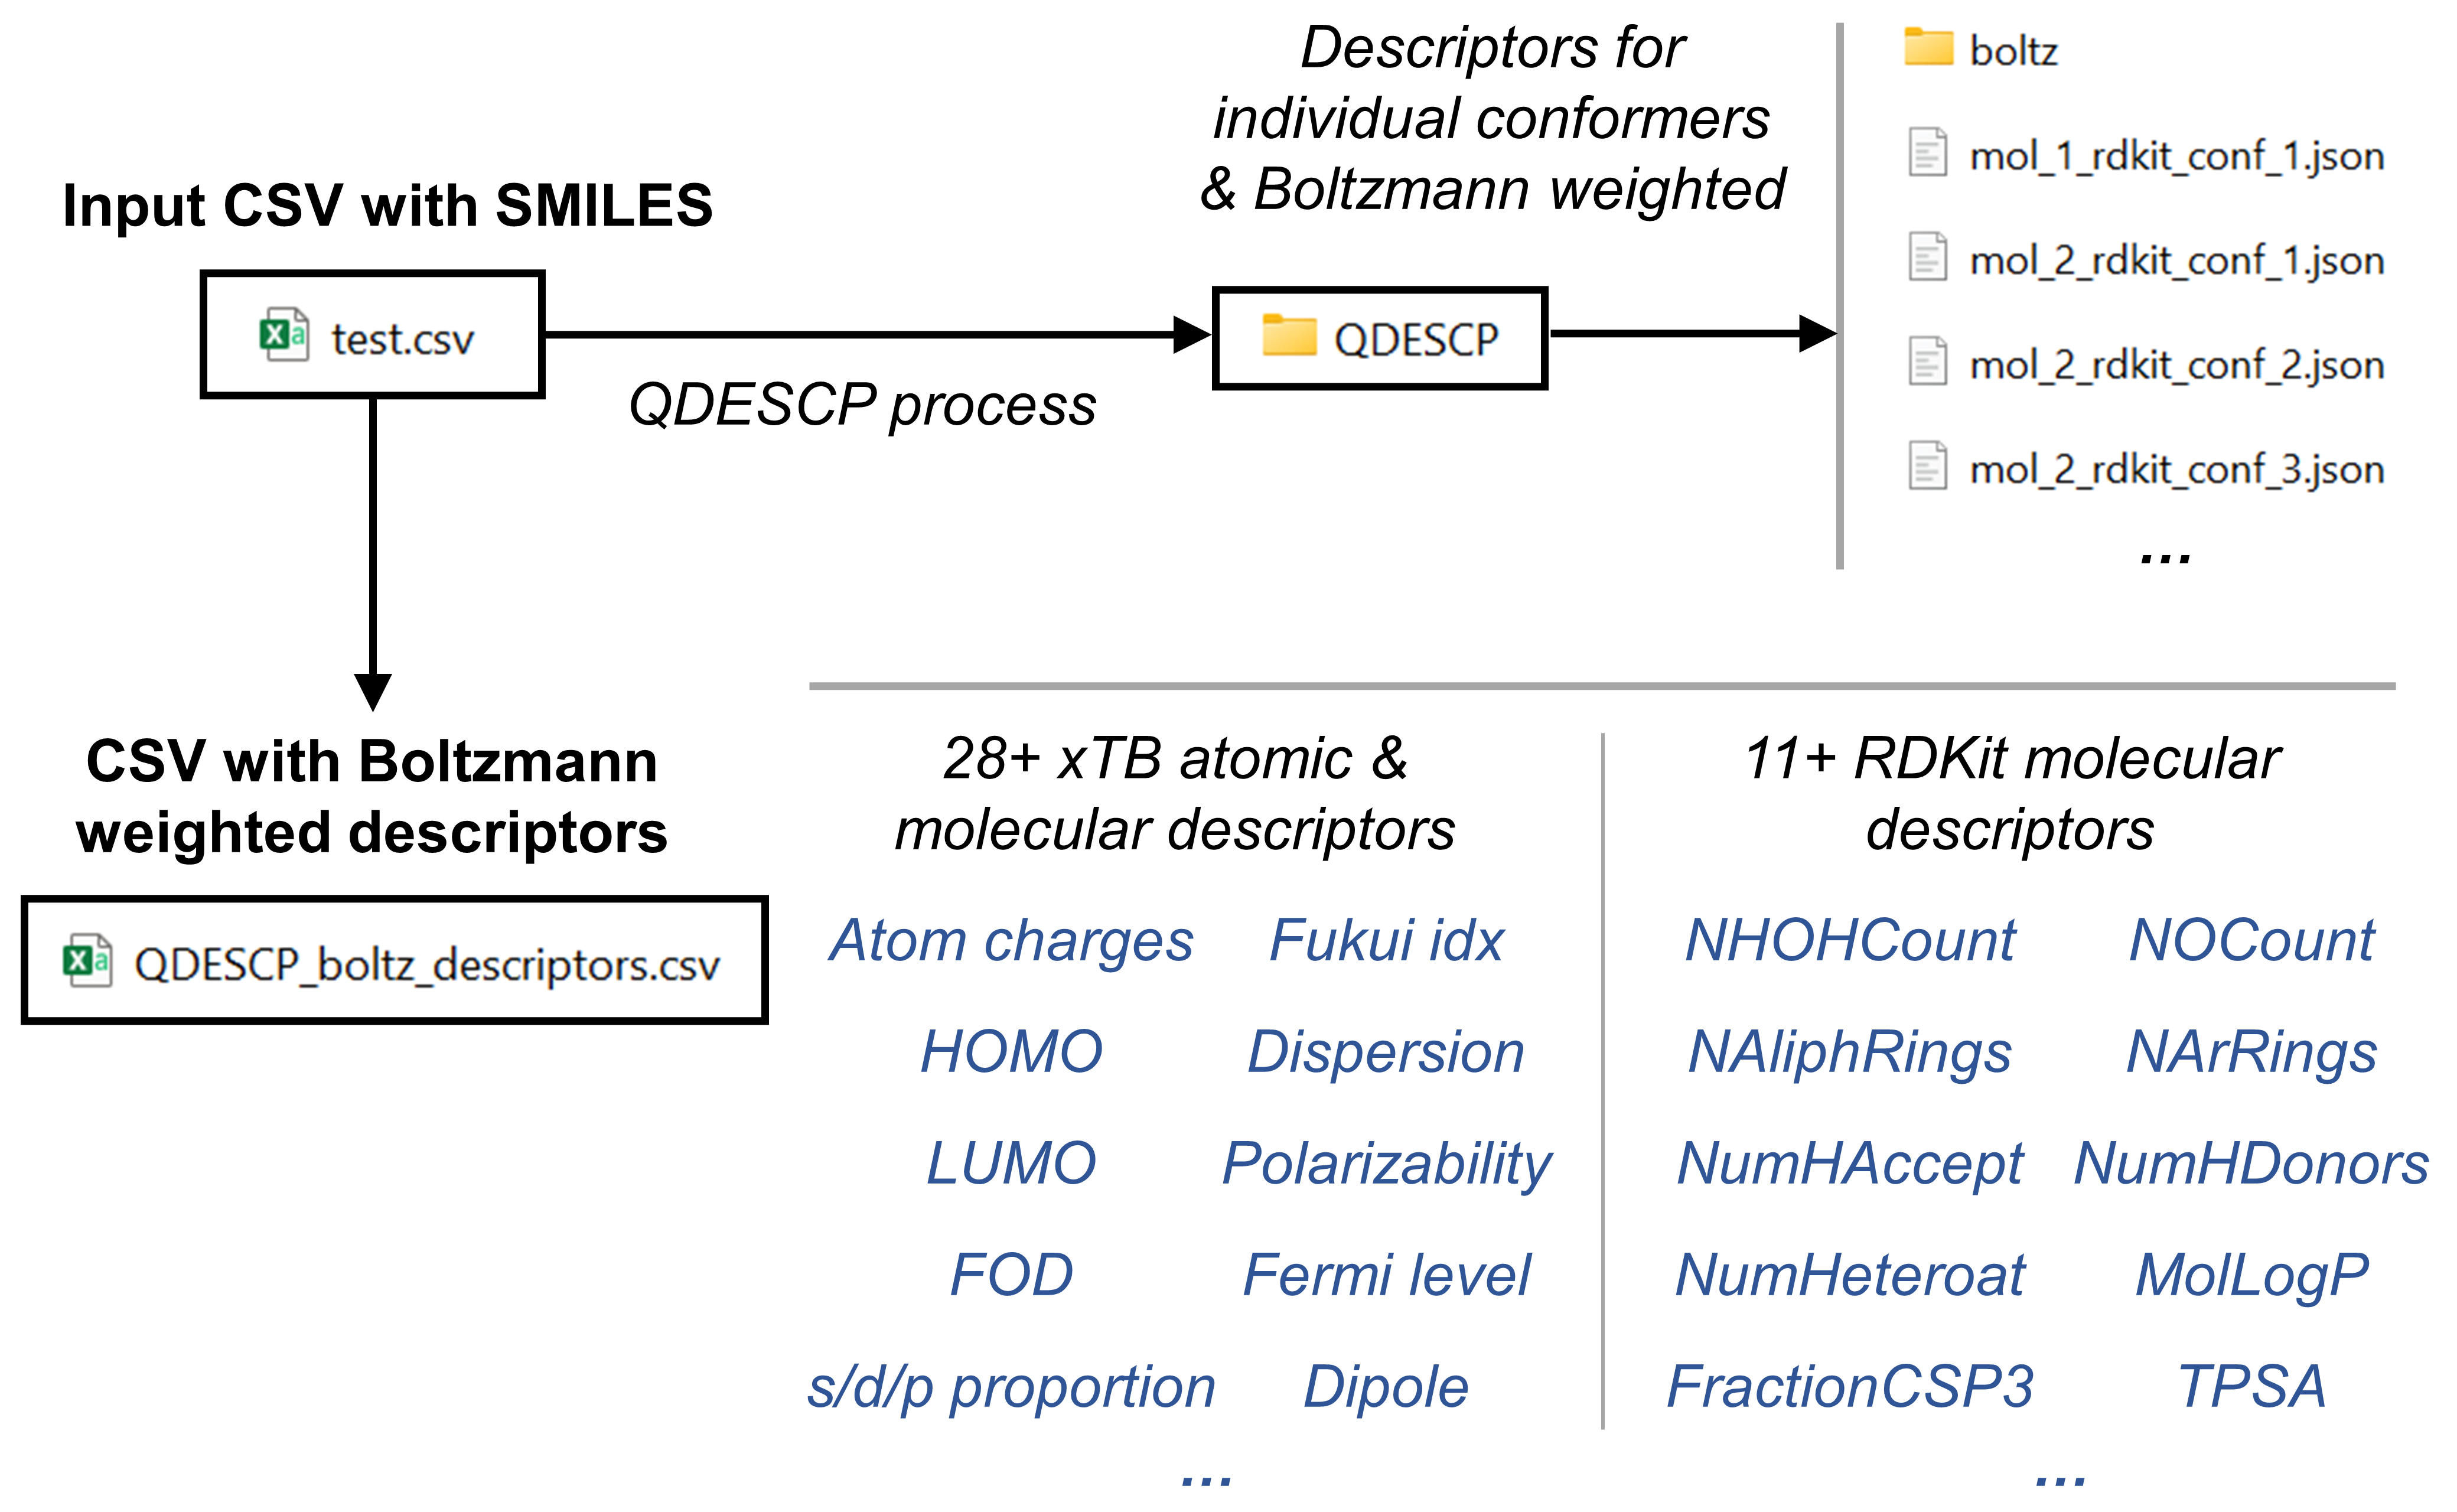 Descriptors for
individual conformers
& Boltzmann weighted
Input CSV with SMILES
test.csv
QDESCP process
QDESCP
boltz
mol_1_rdkit_conf_1.json
mol_2_rdkit_conf_1.json
mol_2_rdkit_conf_2.json
mol_2_rdkit_conf_3.json
...
CSV with Boltzmann
weighted descriptors
QDESCP_boltz_descriptors.csv
28+ xTB atomic &
molecular descriptors
Atom charges Fukui idx
HOMO Dispersion
LUMO Polarizability
FOD Fermi level
s/d/p proportion Dipole
...
11+ RDKit molecular
descriptors
NHOHCount NOCount
NAliphRings NArRings
NumHAccept NumHDonors
NumHeteroat MolLogP
FractionCSP3 TPSA
...